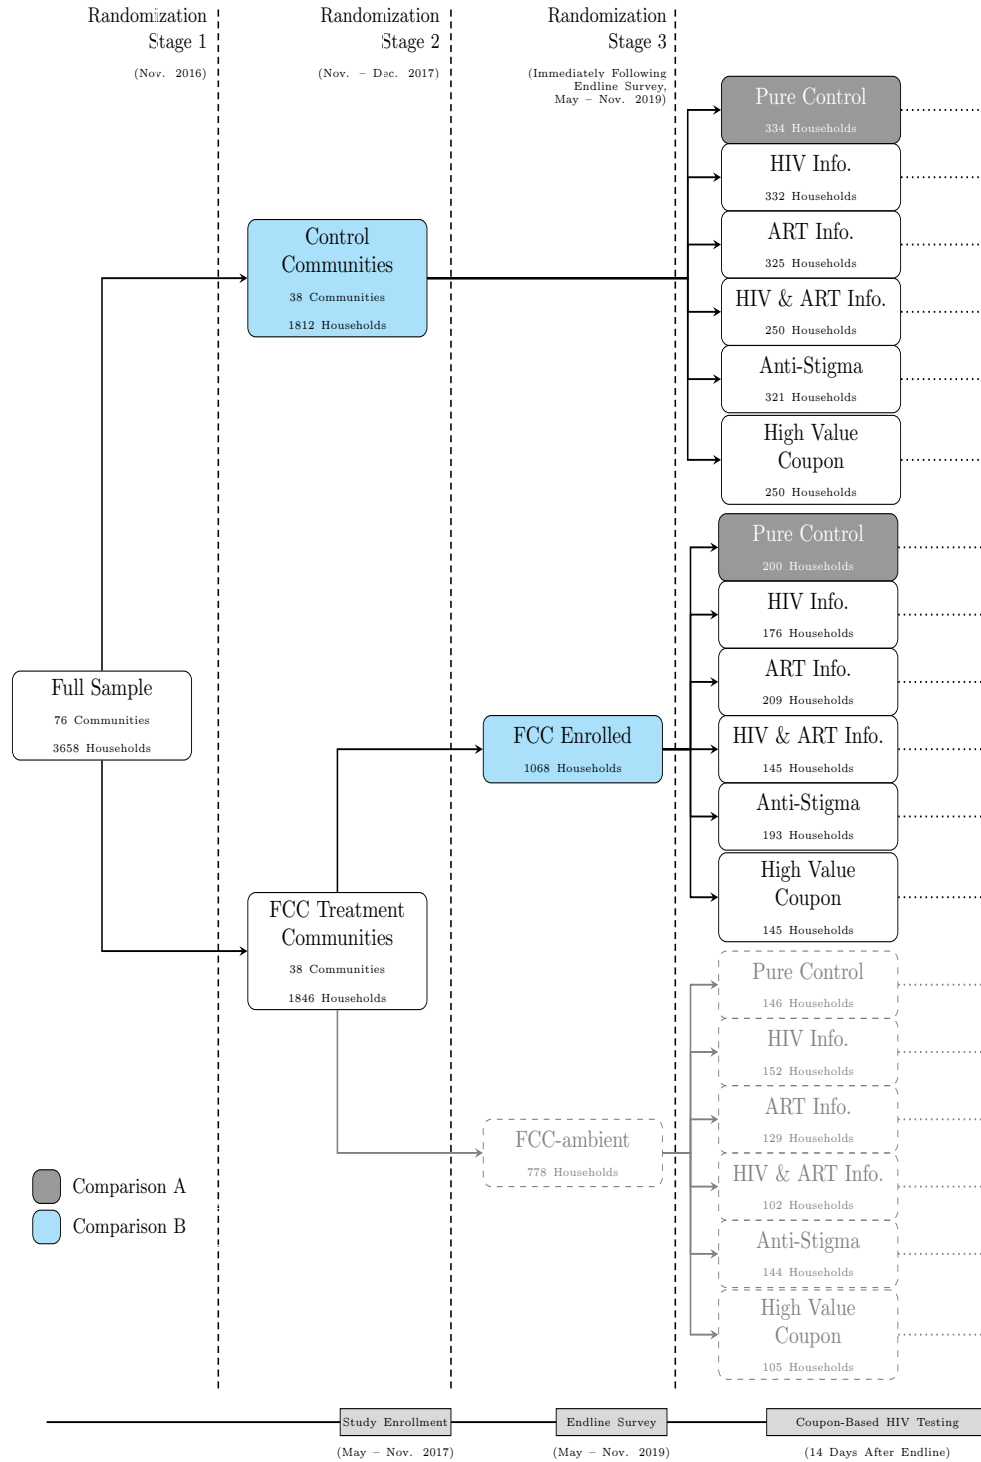 Randomization
Stage 1
(Nov. 2016)
Randomization
Stage 2
(Nov. – Dec. 2017)
Randomization
Stage 3
(Immediately Following
Endline Survey,
May – Nov. 2019)
Pure Control
334 Households
HIV Info.
332 Households
ART Info.
325 Households
HIV & ART Info.
250 Households
Anti-Stigma
321 Households
High Value
Coupon
250 Households
Control
Communities
38 Communities
1812 Households
Pure Control
200 Households
HIV Info.
176 Households
ART Info.
209 Households
HIV & ART Info.
145 Households
Anti-Stigma
193 Households
High Value
Coupon
145 Households
Full Sample
76 Communities
3658 Households
FCC Enrolled
1068 Households
FCC Treatment
Communities
38 Communities
1846 Households
Pure Control
146 Households
HIV Info.
152 Households
ART Info.
129 Households
HIV & ART Info.
102 Households
Anti-Stigma
144 Households
High Value
Coupon
105 Households
FCC-ambient
778 Households
Comparison A
Comparison B
Study Enrollment
(May – Nov. 2017)
Endline Survey
(May – Nov. 2019)
Coupon-Based HIV Testing
(14 Days After Endline)